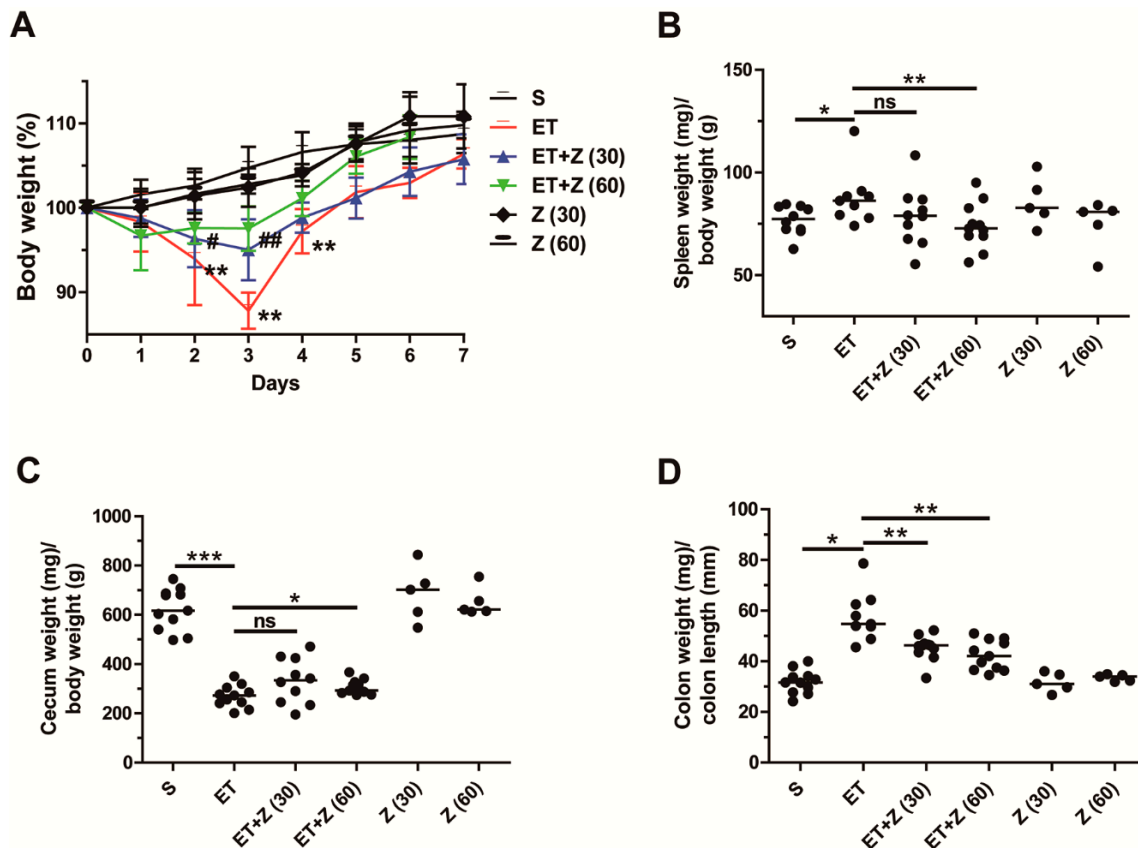 A
Body weight (%)
110
100
90
0 1 2 3 4 5 6 7
Days
#
**
##
**
**
S
ET
ET+Z (30)
ET+Z (60)
Z (30)
Z (60)
B
Spleen weight (mg)/
body weight (g)
150
100
50
**
* ns
S ET ET+Z (30) ET+Z (60) Z (30) Z (60)
C
Cecum weight (mg)/
body weight (g)
1000
800
600
400
200
0
***
*
ns
S ET ET+Z (30) ET+Z (60) Z (30) Z (60)
D
Colon weight (mg)/
colon length (mm)
100
80
60
40
20
0
**
* **
S ET ET+Z (30) ET+Z (60) Z (30) Z (60)